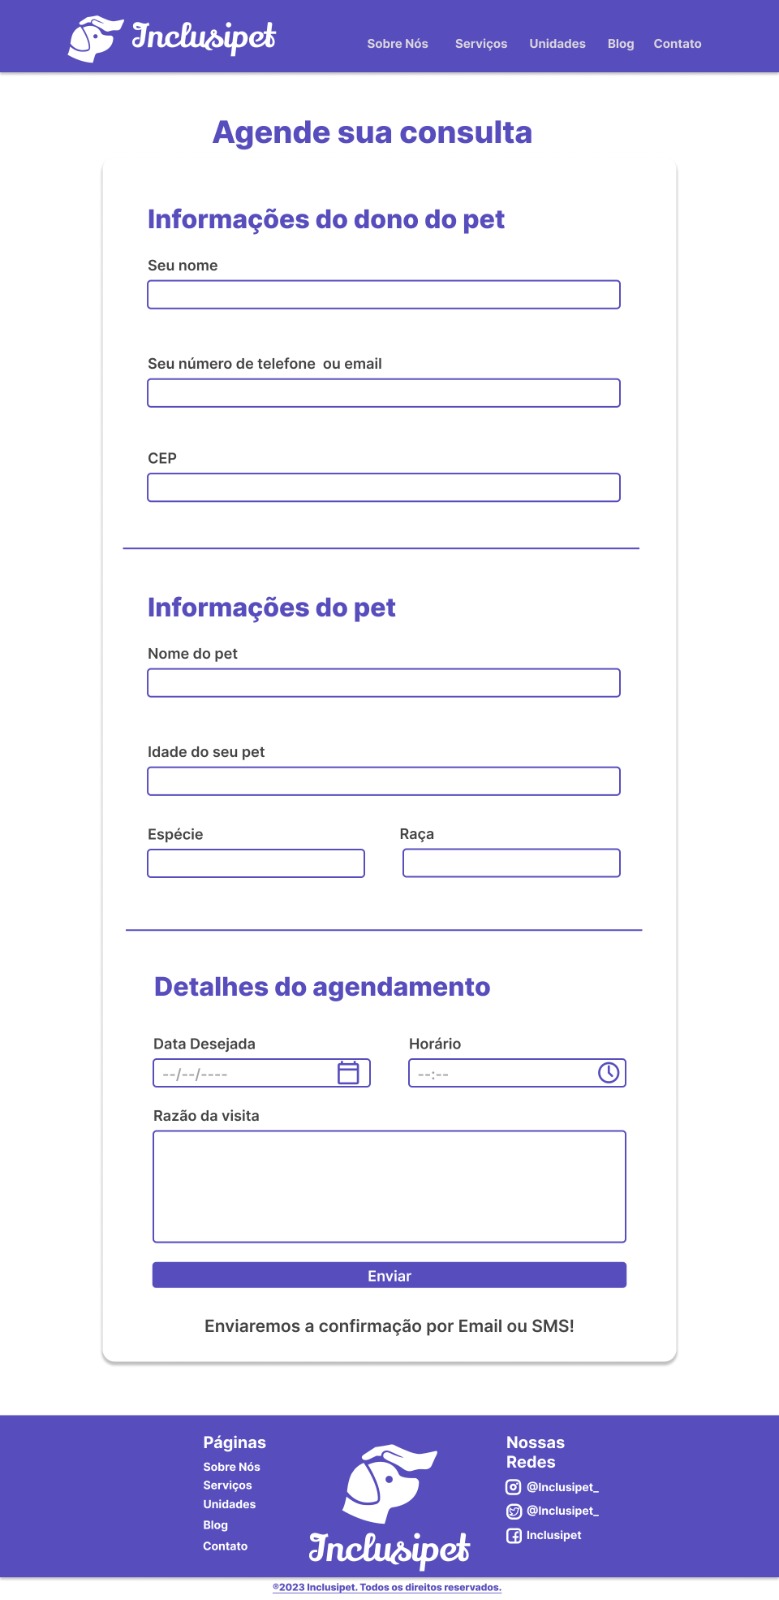 Inclusipet
Sobre Nós Serviços Unidades Blog Contato
Agende sua consulta
Informações do dono do pet
Seu nome
Seu número de telefone  ou email
CEP
Informações do pet
Nome do pet
Idade do seu pet
Espécie Raça
Detalhes do agendamento
Data Desejada Horário
--/--/---- --:--
Razão da visita
Enviar
Enviaremos a confirmação por Email ou SMS!
Páginas
Sobre Nós
Serviços
Unidades
Blog
Contato
Inclusipet
Nossas
Redes
@Inclusipet_
@Inclusipet_
Inclusipet
®2023 Inclusipet. Todos os direitos reservados.